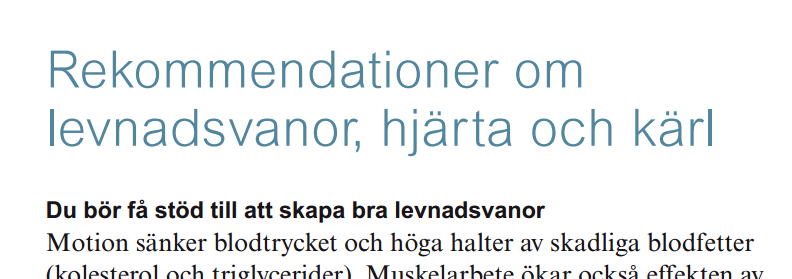 Rekommendationer om
levnadsvanor, hjärta och kärl
Du bör få stöd till att skapa bra levnadsvanor
Motion sänker blodtrycket och höga halter av skadliga blodfetter
(kolesterol och triglycerider). Muskelarbete ökar också effekten av